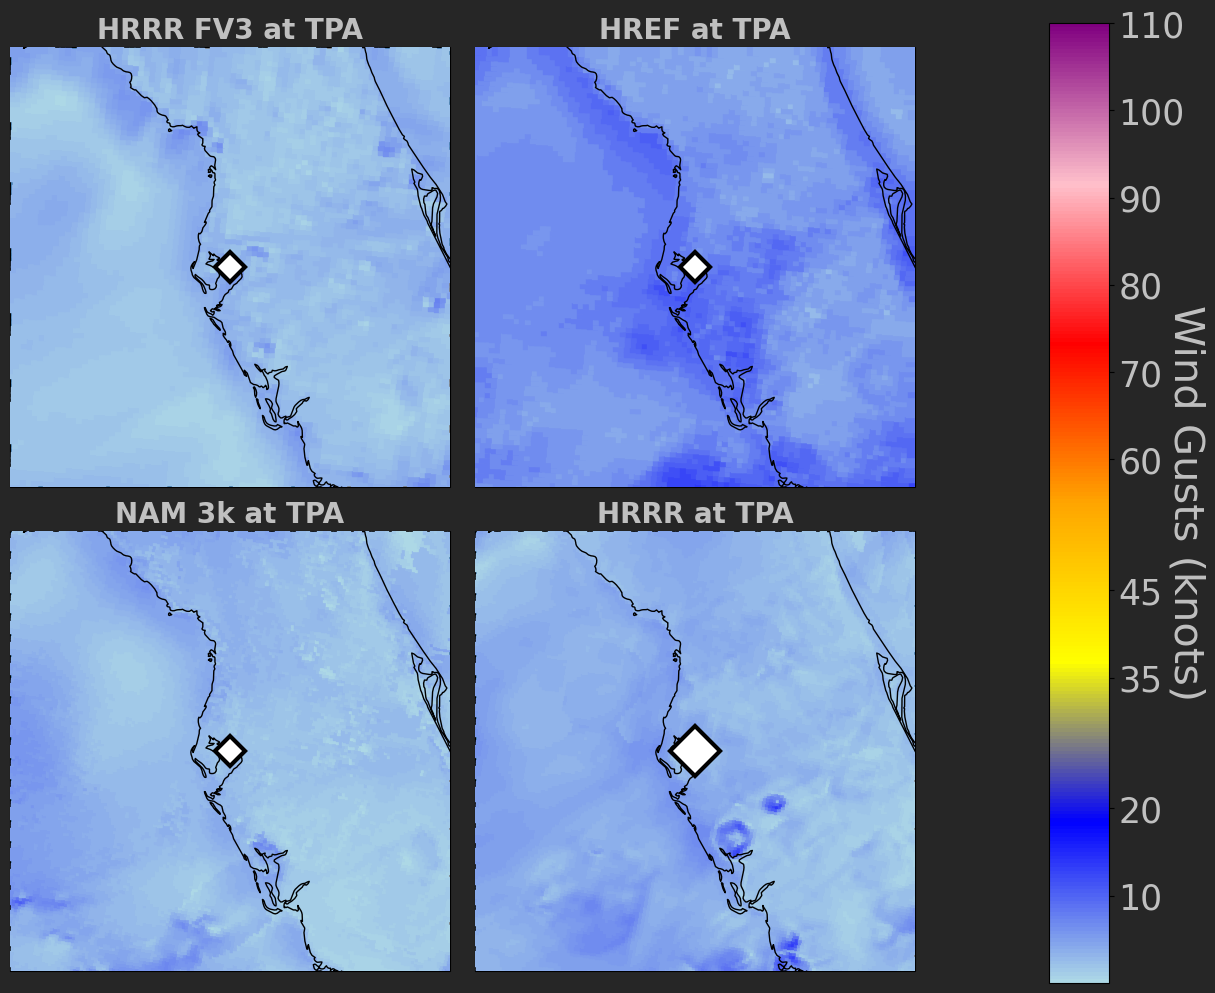 HRRR FV3 at TPA
HREF at TPA
NAM 3k at TPA
HRRR at TPA
110
100
90
80
70
60
45
35
20
10
Wind Gusts (knots)